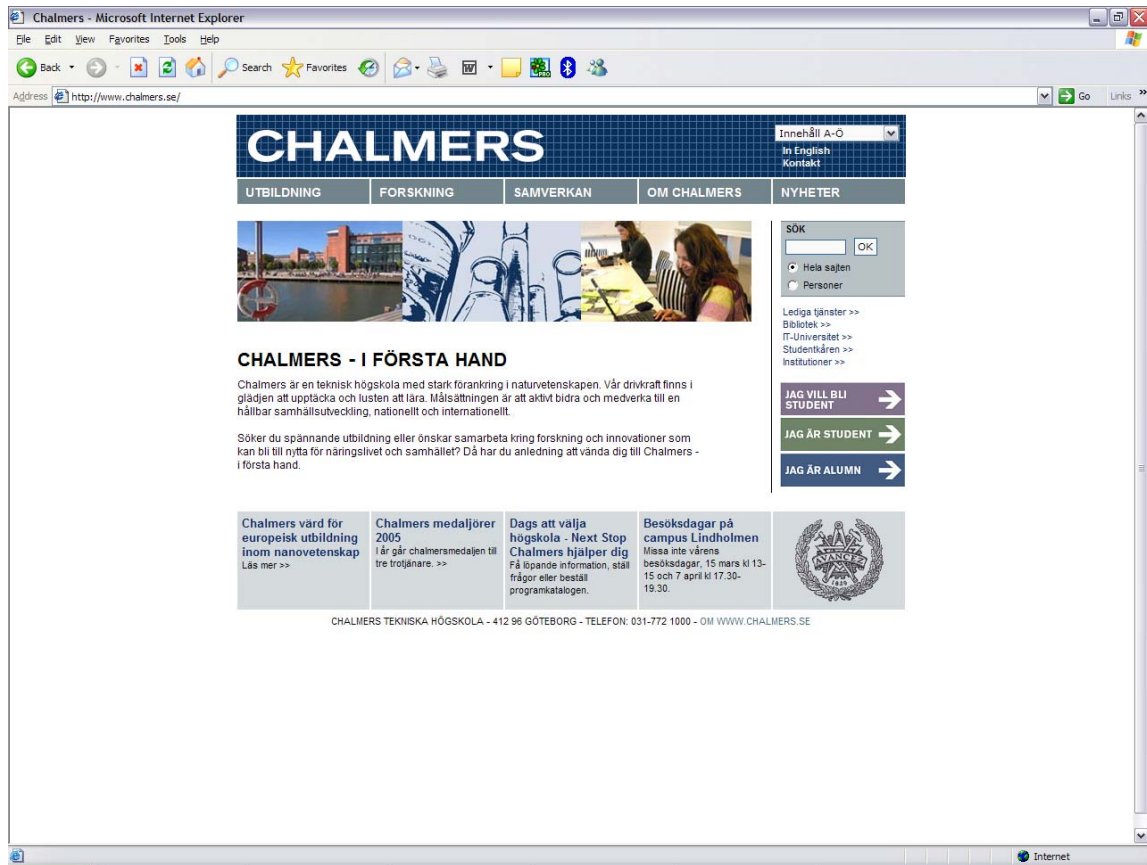 Chalmers - Microsoft Internet Explorer
File Edit View Favorites Tools Help
Back Search Favorites
Address http://www.chalmers.se/ Go Links »
CHALMERS
Innehåll A-Ö
In English
Kontakt
UTBILDNING FORSKNING SAMVERKAN OM CHALMERS NYHETER
SÖK
OK
Hela sajten
Personer
Lediga tjänster >>
Bibliotek >>
IT-Universitet >>
Studentkåren >>
Institutioner >>
CHALMERS - I FÖRSTA HAND
Chalmers är en teknisk högskola med stark förankring i naturvetenskapen. Vår drivkraft finns i
glädjen att upptäcka och lusten att lära. Målsättningen är att aktivt bidra och medverka till en
hållbar samhällsutveckling, nationellt och internationellt.
Söker du spännande utbildning eller önskar samarbeta kring forskning och innovationer som
kan bli till nytta för näringslivet och samhället? Då har du anledning att vända dig till Chalmers -
i första hand.
JAG VILL BLI
STUDENT
JAG ÄR STUDENT
JAG ÄR ALUMN
Chalmers värd för
europeisk utbildning
inom nanovetenskap
Läs mer >>
Chalmers medaljörer
2005
I år går chalmersmedaljen till
tre trotjänare. >>
Dags att välja
högskola - Next Stop
Chalmers hjälper dig
Få löpande information, ställ
frågor eller beställ
programkatalogen.
Besöksdagar på
campus Lindholmen
Missa inte vårens
besöksdagar, 15 mars kl 13-
15 och 7 april kl 17.30-
19.30.
AVANCEZ
1829
CHALMERS TEKNISKA HÖGSKOLA - 412 96 GÖTEBORG - TELEFON: 031-772 1000 - OM WWW.CHALMERS.SE
Internet